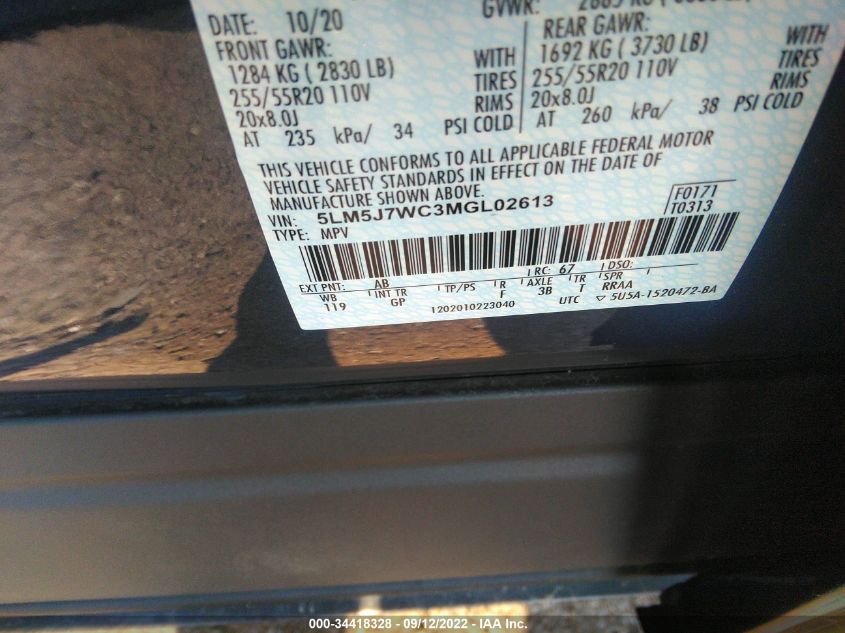 GVWR:
DATE: 10/20
FRONT GAWR: REAR GAWR:
1284 KG ( 2830 LB) WITH 1692 KG ( 3730 LB) WITH
255/55R20 110V TIRES 255/55R20 110V TIRES
20x8.0J RIMS 20x8.0J RIMS
AT 235 kPa/ 34 PSI COLD AT 260 kPa/ 38 PSI COLD
THIS VEHICLE CONFORMS TO ALL APPLICABLE FEDERAL MOTOR
VEHICLE SAFETY STANDARDS IN EFFECT ON THE DATE OF
MANUFACTURE SHOWN ABOVE.
VIN: 5LM5J7WC3MGL02613 F0171
TYPE: MPV T0313
EXT PNT: AB RC: 67 DSO:
WB INT TR TP/PS R AXLE TR SPR
119 GP F 3B T RRAA
1202010223040 UTC ▽ 5U5A-1520472-BA
000-34418328 - 09/12/2022 - IAA Inc.